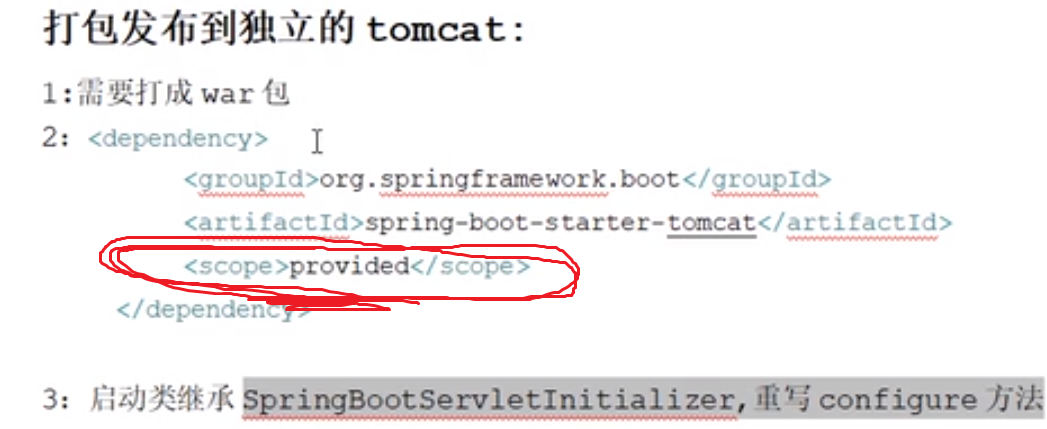 打包发布到独立的 tomcat:
1:需要打成 war 包
2: <dependency>
<groupId>org.springframework.boot</groupId>
<artifactId>spring-boot-starter-tomcat</artifactId>
<scope>provided</scope>
</dependency>
3: 启动类继承 SpringBootServletInitializer,重写 configure 方法